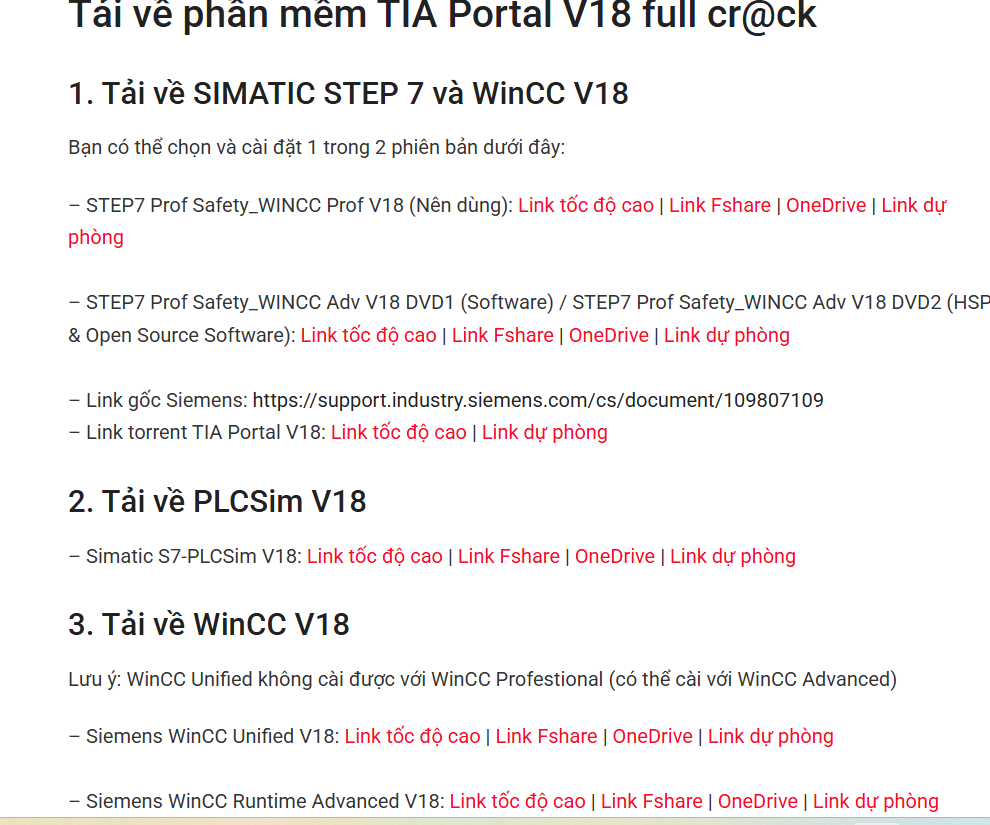 Tải về phần mềm TIA Portal V18 full cr@ck
1. Tải về SIMATIC STEP 7 và WinCC V18
Bạn có thể chọn và cài đặt 1 trong 2 phiên bản dưới đây:
– STEP7 Prof Safety_WINCC Prof V18 (Nên dùng): Link tốc độ cao | Link Fshare | OneDrive | Link dự
phòng
– STEP7 Prof Safety_WINCC Adv V18 DVD1 (Software) / STEP7 Prof Safety_WINCC Adv V18 DVD2 (HSP
& Open Source Software): Link tốc độ cao | Link Fshare | OneDrive | Link dự phòng
– Link gốc Siemens: https://support.industry.siemens.com/cs/document/109807109
– Link torrent TIA Portal V18: Link tốc độ cao | Link dự phòng
2. Tải về PLCSim V18
– Simatic S7-PLCSim V18: Link tốc độ cao | Link Fshare | OneDrive | Link dự phòng
3. Tải về WinCC V18
Lưu ý: WinCC Unified không cài được với WinCC Profestional (có thể cài với WinCC Advanced)
– Siemens WinCC Unified V18: Link tốc độ cao | Link Fshare | OneDrive | Link dự phòng
– Siemens WinCC Runtime Advanced V18: Link tốc độ cao | Link Fshare | OneDrive | Link dự phòng